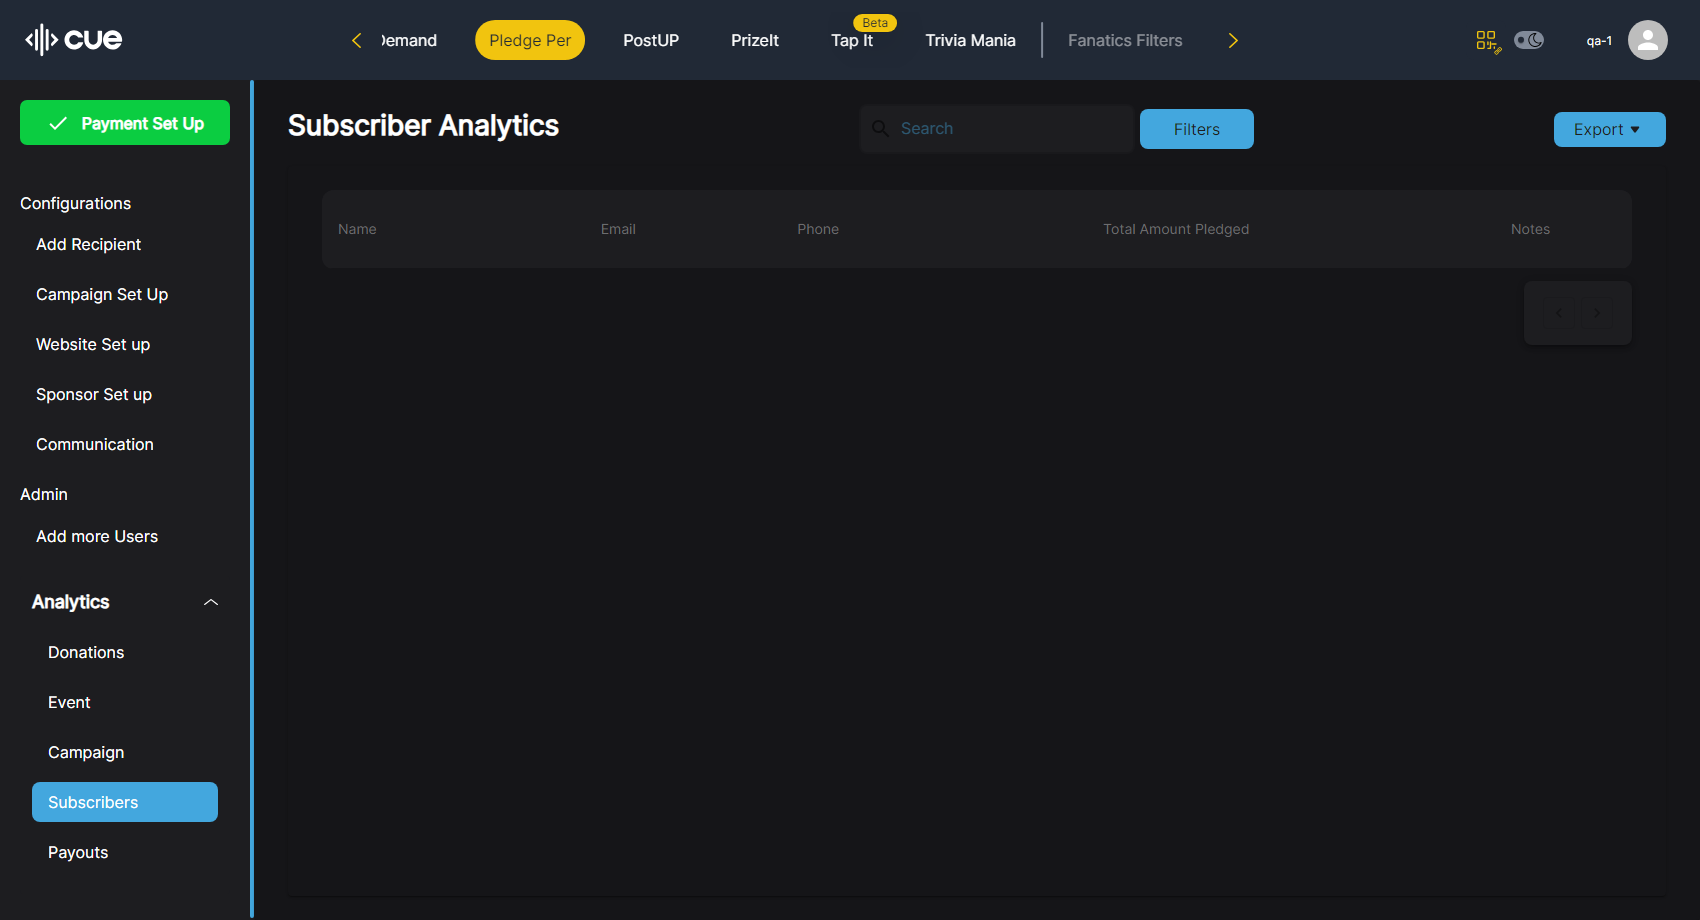 cue
Demand
Pledge Per
PostUP
PrizeIt
Tap It
Beta
Trivia Mania
Fanatics Filters
qa-1
Payment Set Up
Configurations
Add Recipient
Campaign Set Up
Website Set up
Sponsor Set up
Communication
Admin
Add more Users
Analytics
Donations
Event
Campaign
Subscribers
Payouts
Subscriber Analytics
Search
Filters
Export
Name Email Phone Total Amount Pledged Notes